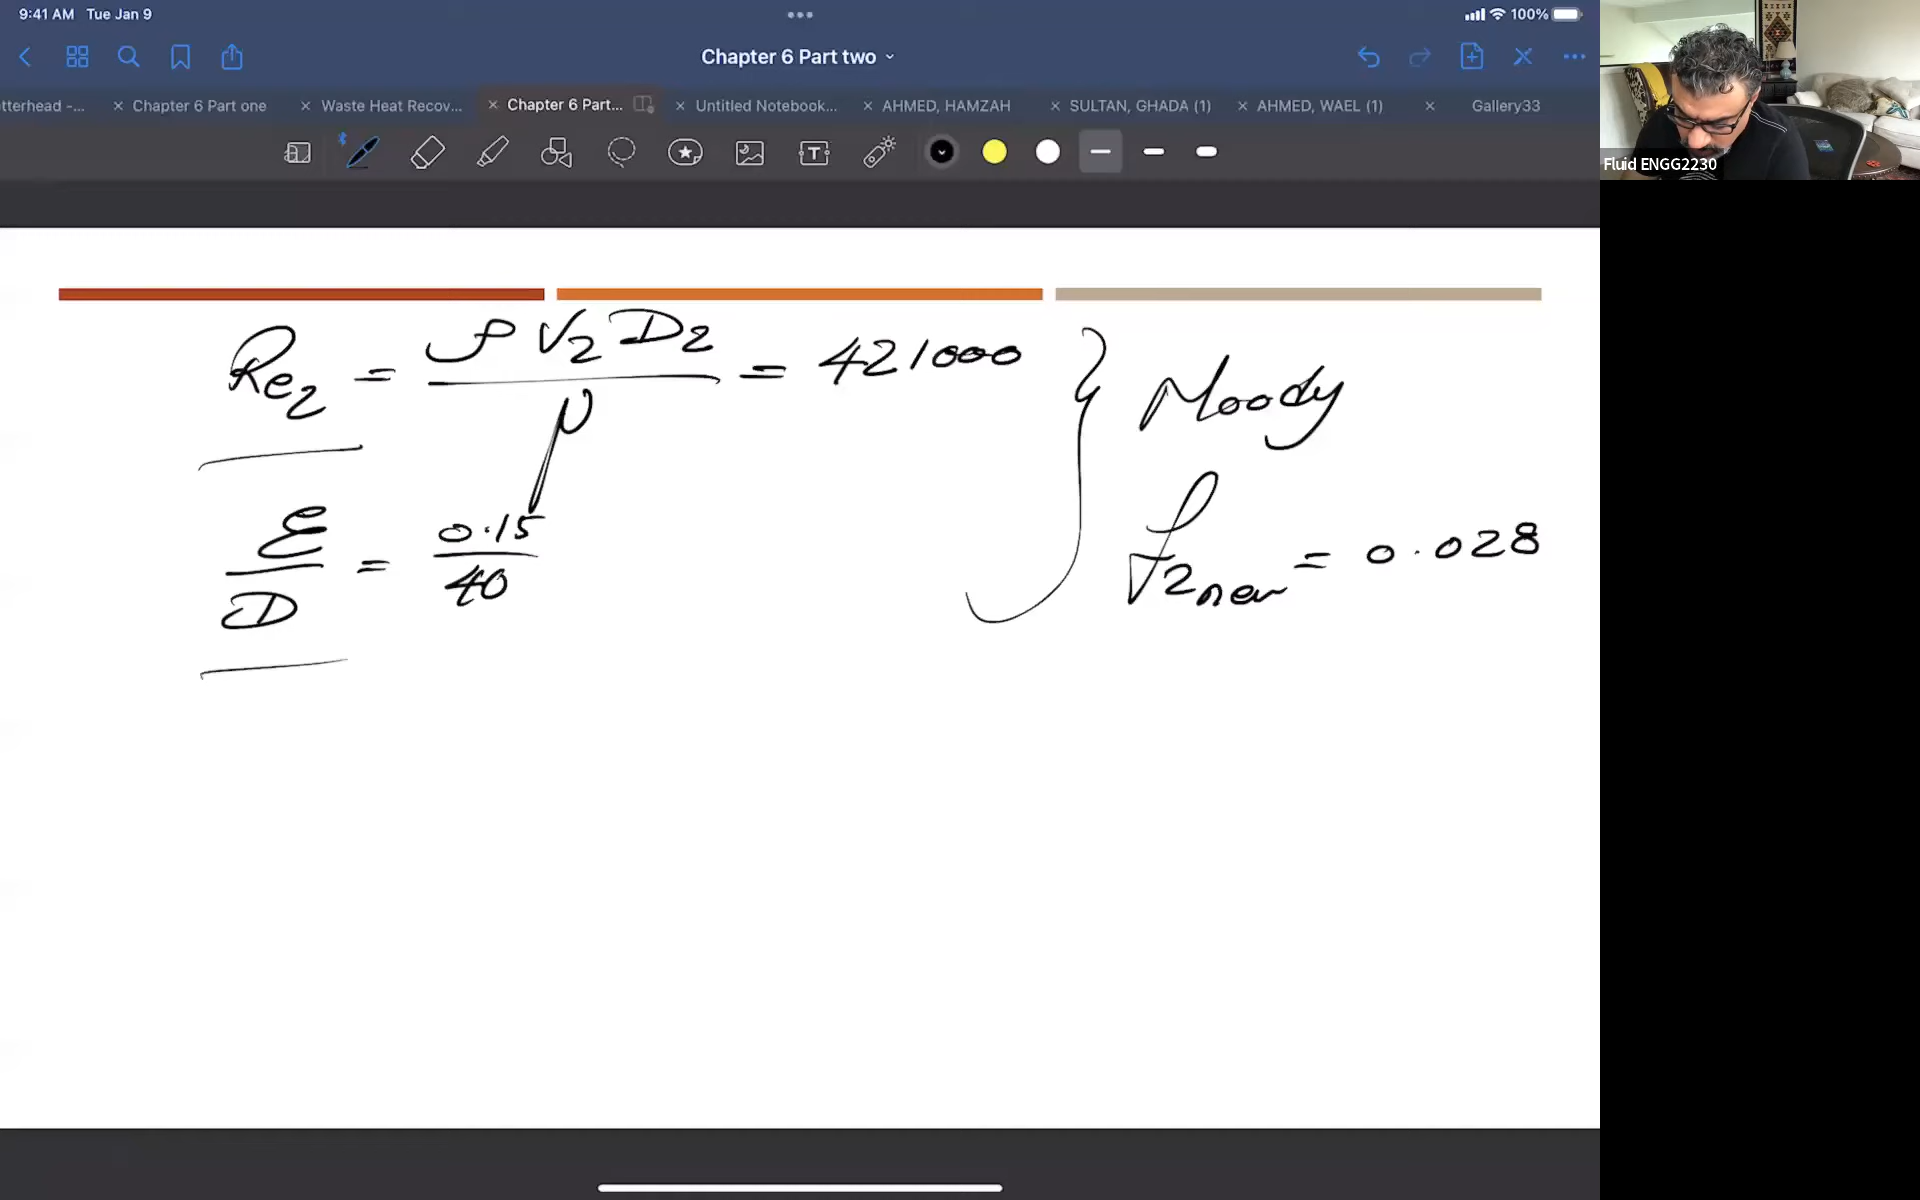 9:41 AM Tue Jan 9
100%
Chapter 6 Part two
tterhead -...
Chapter 6 Part one
Waste Heat Recov...
Chapter 6 Part...
Untitled Notebook...
AHMED, HAMZAH
SULTAN, GHADA (1)
AHMED, WAEL (1)
Gallery33
Fluid ENGG2230
Re₂ = ρ V₂ D₂ / μ = 421000 } Moody
ε / D = 0.15 / 40
f₂new = 0.028